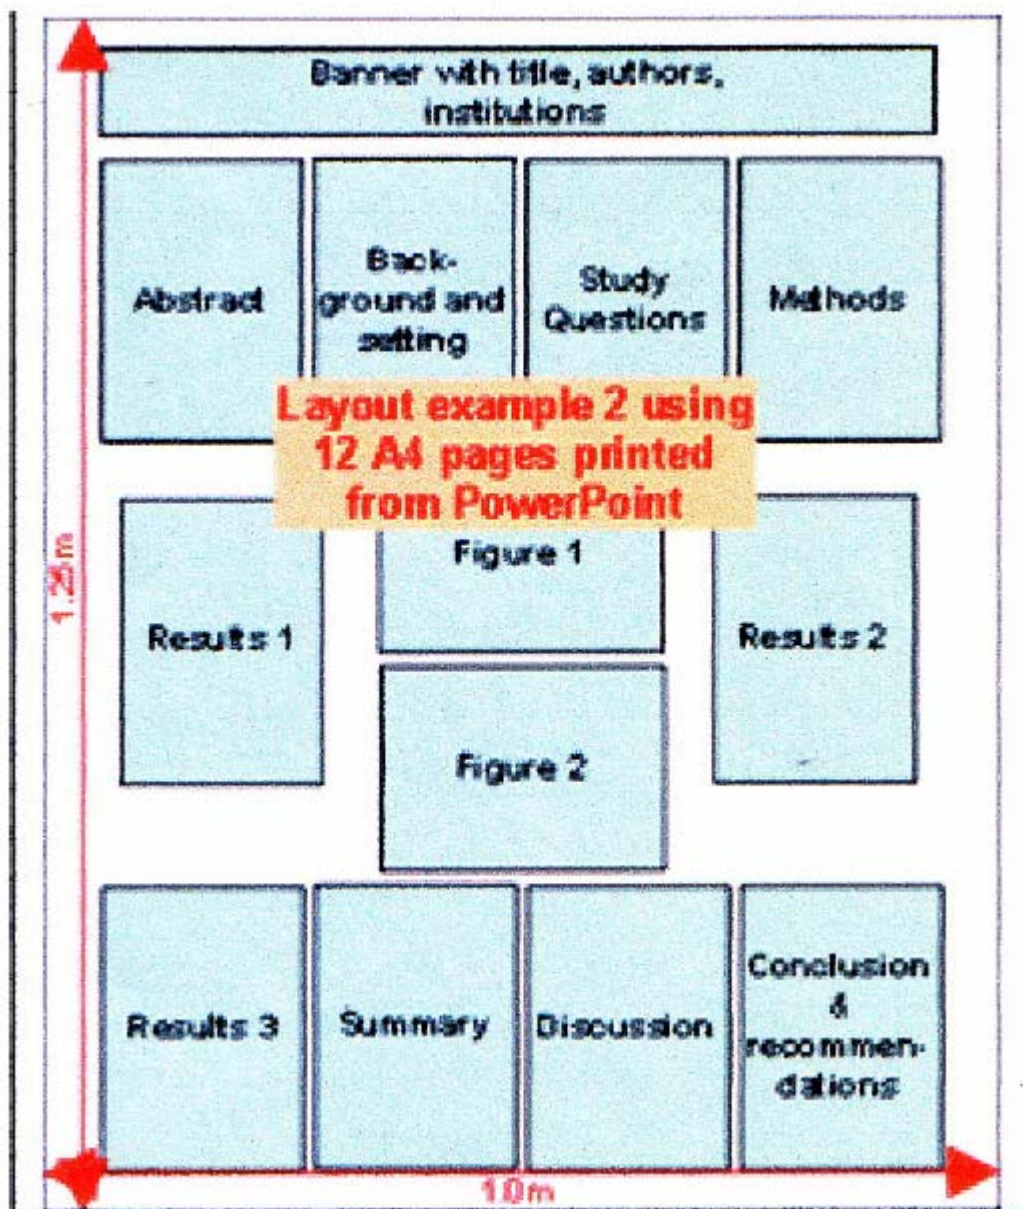 Banner with title, authors,
institutions
Abstract
Back-
ground and
setting
Study
Questions
Methods
Layout example 2 using
12 A4 pages printed
from PowerPoint
1.25m
Results 1
Figure 1
Results 2
Figure 2
Results 3
Summary
Discussion
Conclusion
&
recommen-
dations
1.0m